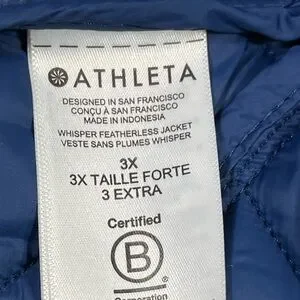 ATHLETA
DESIGNED IN SAN FRANCISCO
CONÇU À SAN FRANCISCO
MADE IN INDONESIA
WHISPER FEATHERLESS JACKET
VESTE SANS PLUMES WHISPER
3X
3X TAILLE FORTE
3 EXTRA
Certified
B
Corporation